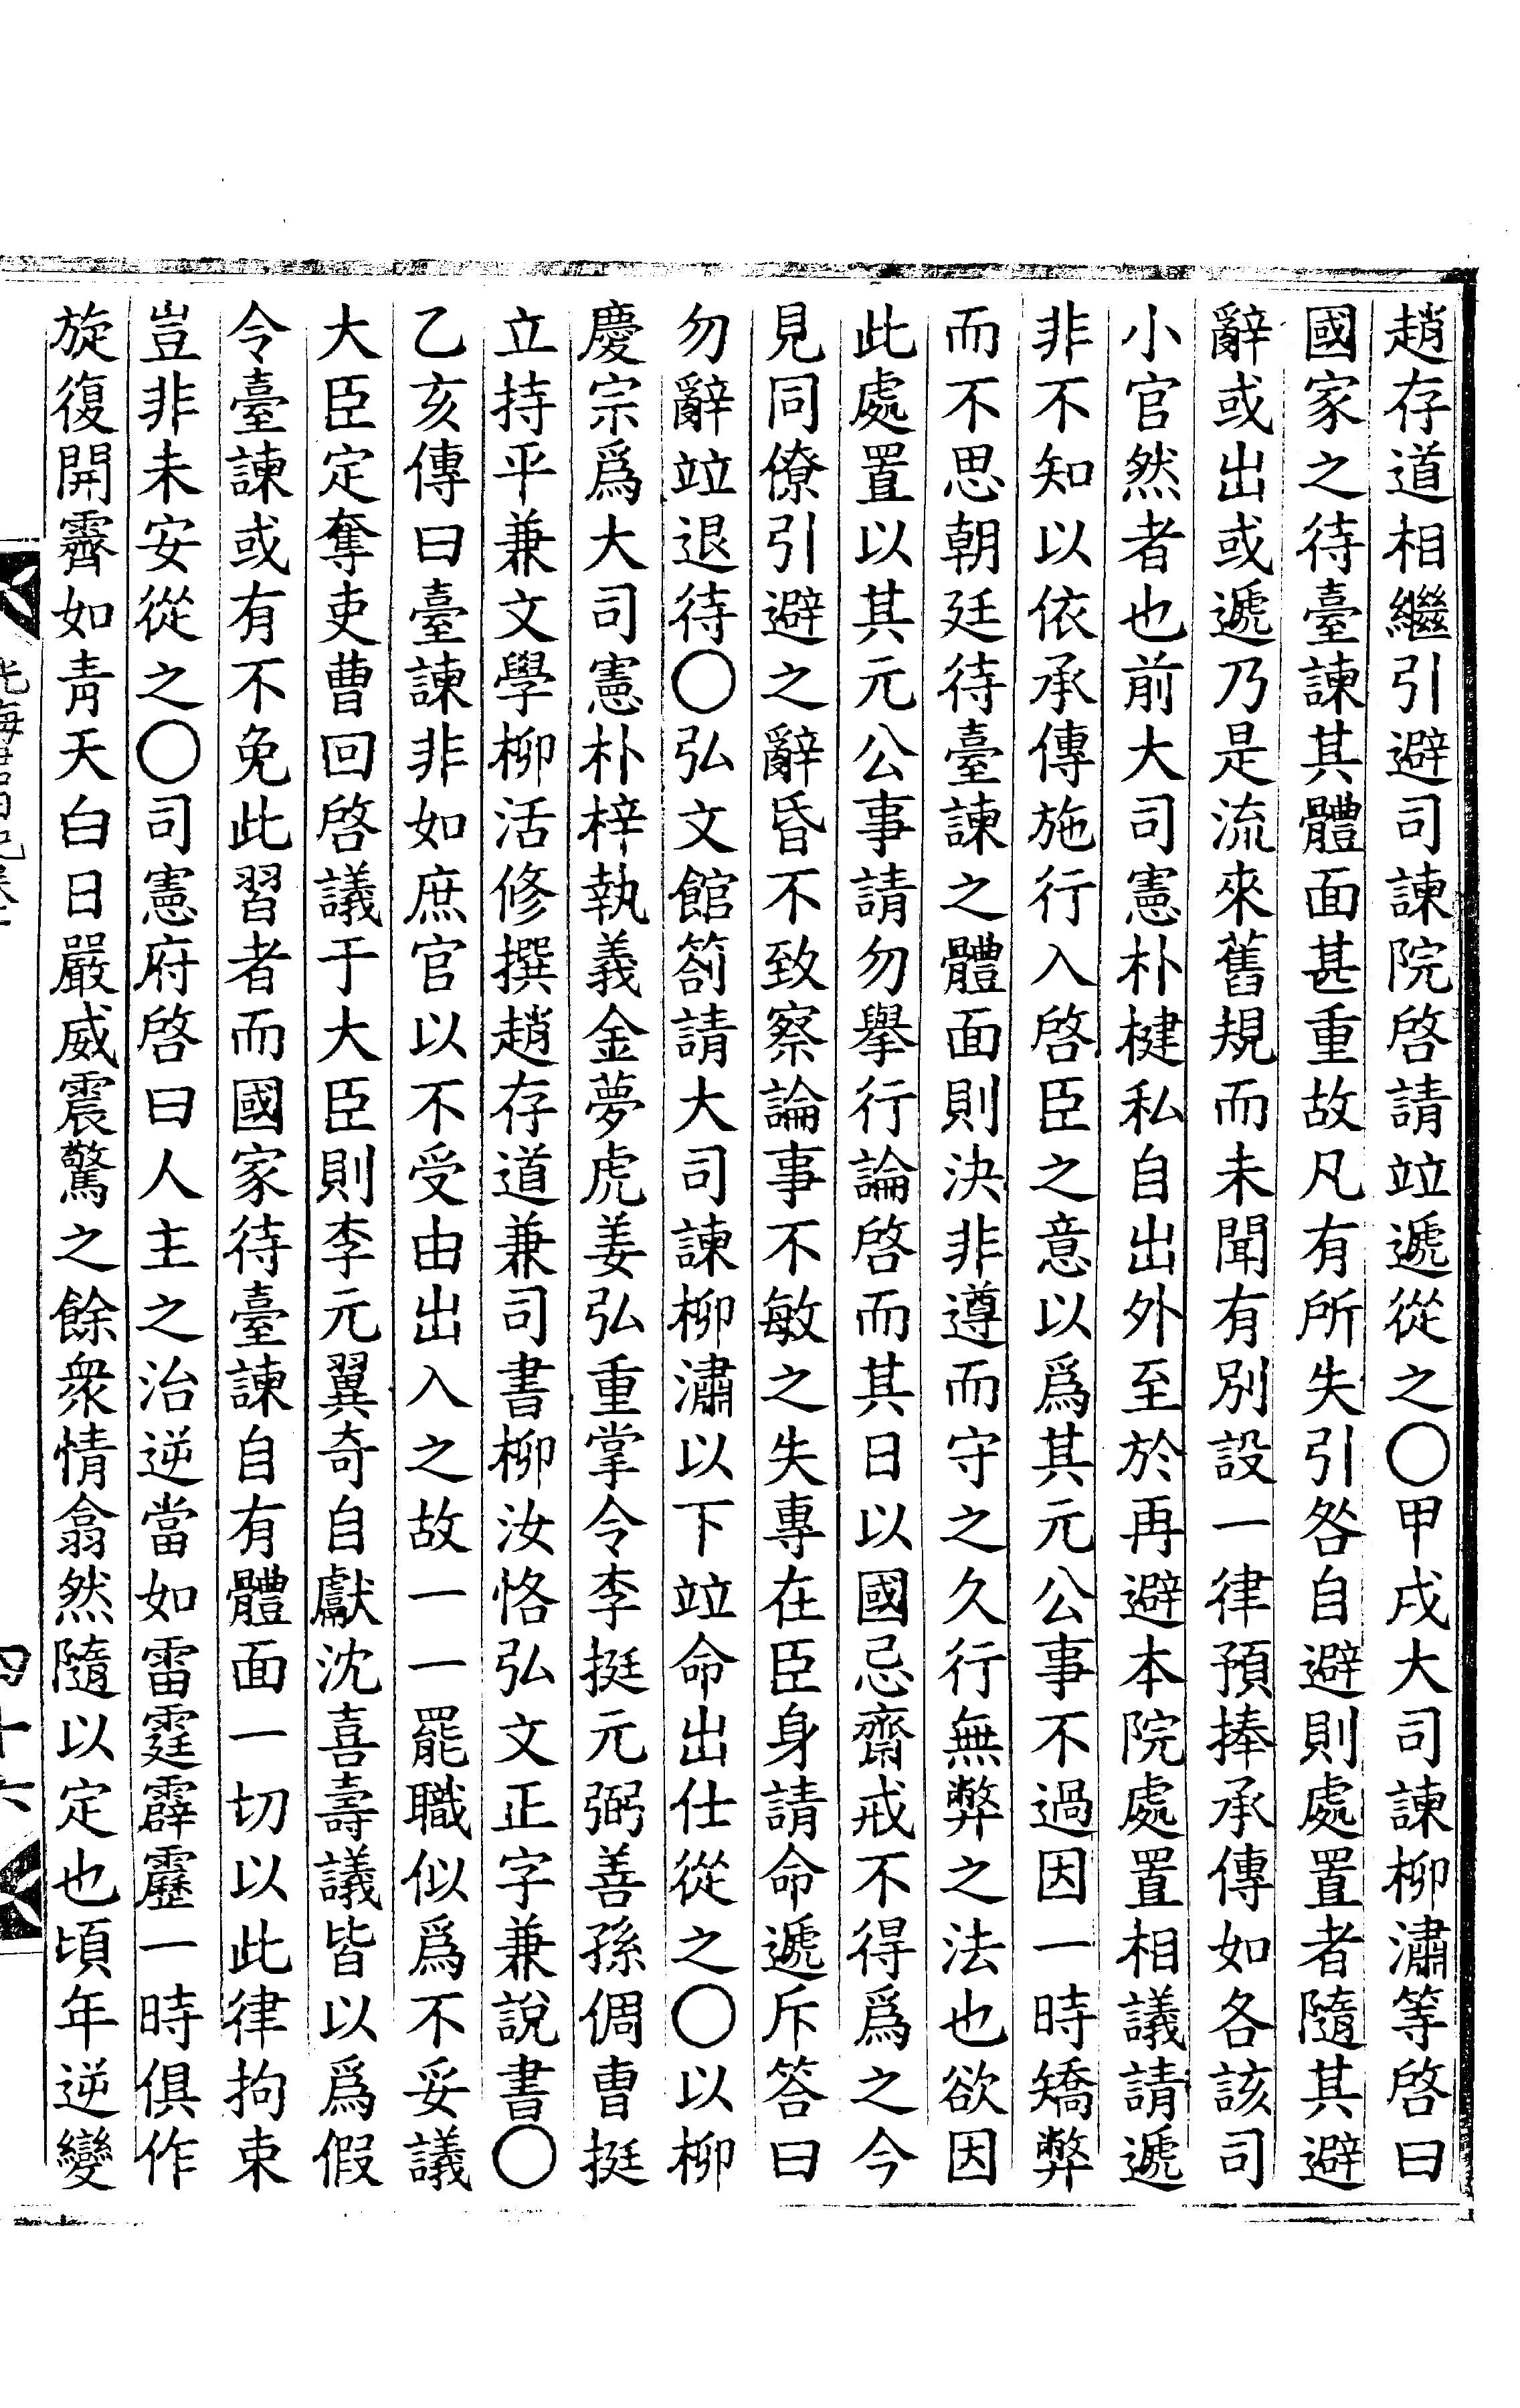 趙存道相繼引避司諫院啓請竝遞從之〇甲戌大司諫柳潚等啓曰
國家之待臺諫其體面甚重故凡有所失引咎自避則處置者隨其避
辭或出或遞乃是流來舊規而未聞有別設一律預捧承傳如各該司
小官然者也前大司憲朴楗私自出外至於再避本院處置相議請遞
非不知以依承傳施行入啓臣之意以爲其元公事不過因一時矯弊
而不思朝廷待臺諫之體面則決非遵而守之久行無弊之法也欲因
此處置以其元公事請勿擧行論啓而其日以國忌齋戒不得爲之今
見同僚引避之辭昏不致察論事不敏之失專在臣身請命遞斥答曰
勿辭竝退待〇弘文館箚請大司諫柳潚以下竝命出仕從之〇以柳
慶宗爲大司憲朴梓執義金夢虎姜弘重掌令李挺元弼善孫倜曺挺
立持平兼文學柳活修撰趙存道兼司書柳汝恪弘文正字兼說書〇
乙亥傳曰臺諫非如庶官以不受由出入之故一一罷職似爲不妥議
大臣定奪吏曹回啓議于大臣則李元翼奇自獻沈喜壽議皆以爲假
令臺諫或有不免此習者而國家待臺諫自有體面一切以此律拘束
豈非未安從之〇司憲府啓曰人主之治逆當如雷霆霹靂一時俱作
旋復開霽如靑天白日嚴威震驚之餘衆情翕然隨以定也頃年逆變
四十六